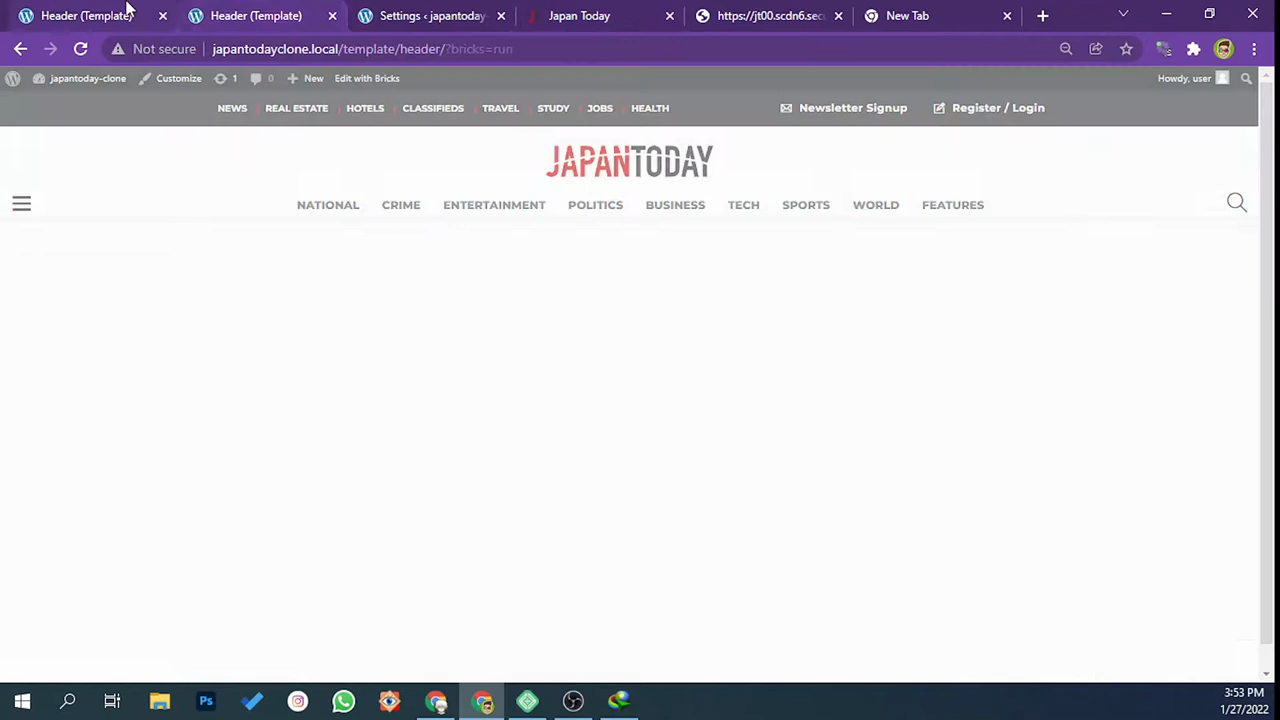 Header (Template) Header (Template) Settings ‹ japantoday- Japan Today https://jt00.scdn6.sec New Tab
Not secure japantodayclone.local/template/header/?bricks=run
japantoday-clone Customize 1 0 New Edit with Bricks Howdy, user
NEWS REAL ESTATE HOTELS CLASSIFIEDS TRAVEL STUDY JOBS HEALTH Newsletter Signup Register / Login
JAPANTODAY
NATIONAL CRIME ENTERTAINMENT POLITICS BUSINESS TECH SPORTS WORLD FEATURES
Ps
3:53 PM
1/27/2022